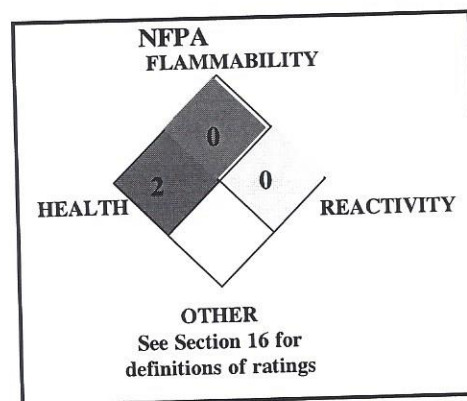 NFPA
FLAMMABILITY
0
2
0
HEALTH
REACTIVITY
OTHER
See Section 16 for
definitions of ratings